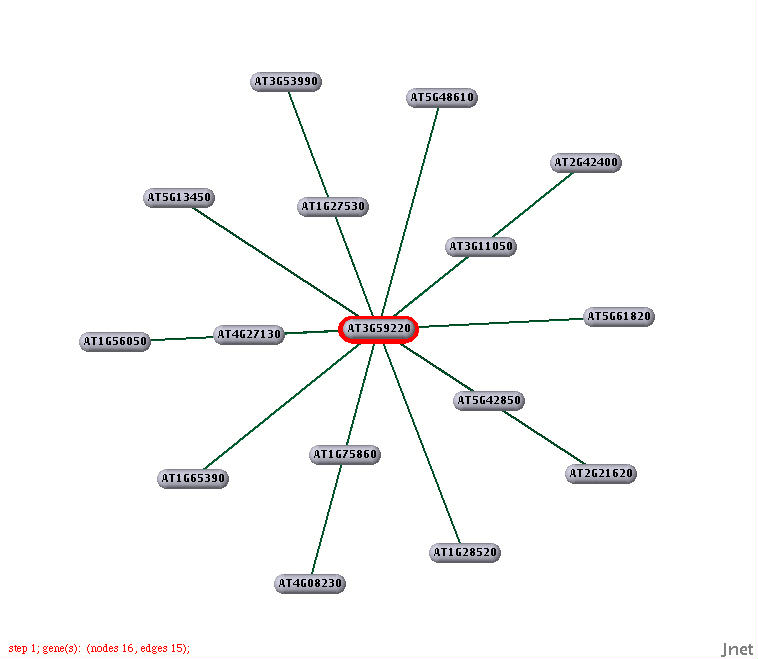 AT3G53990
AT5G48610
AT2G42400
AT5G13450
AT1G27530
AT3G11050
AT5G61820
AT3G59220
AT4G27130
AT1G56050
AT5G42850
AT1G75860
AT2G21620
AT1G65390
AT1G28520
AT4G08230
step 1; gene(s): (nodes 16, edges 15);
Jnet